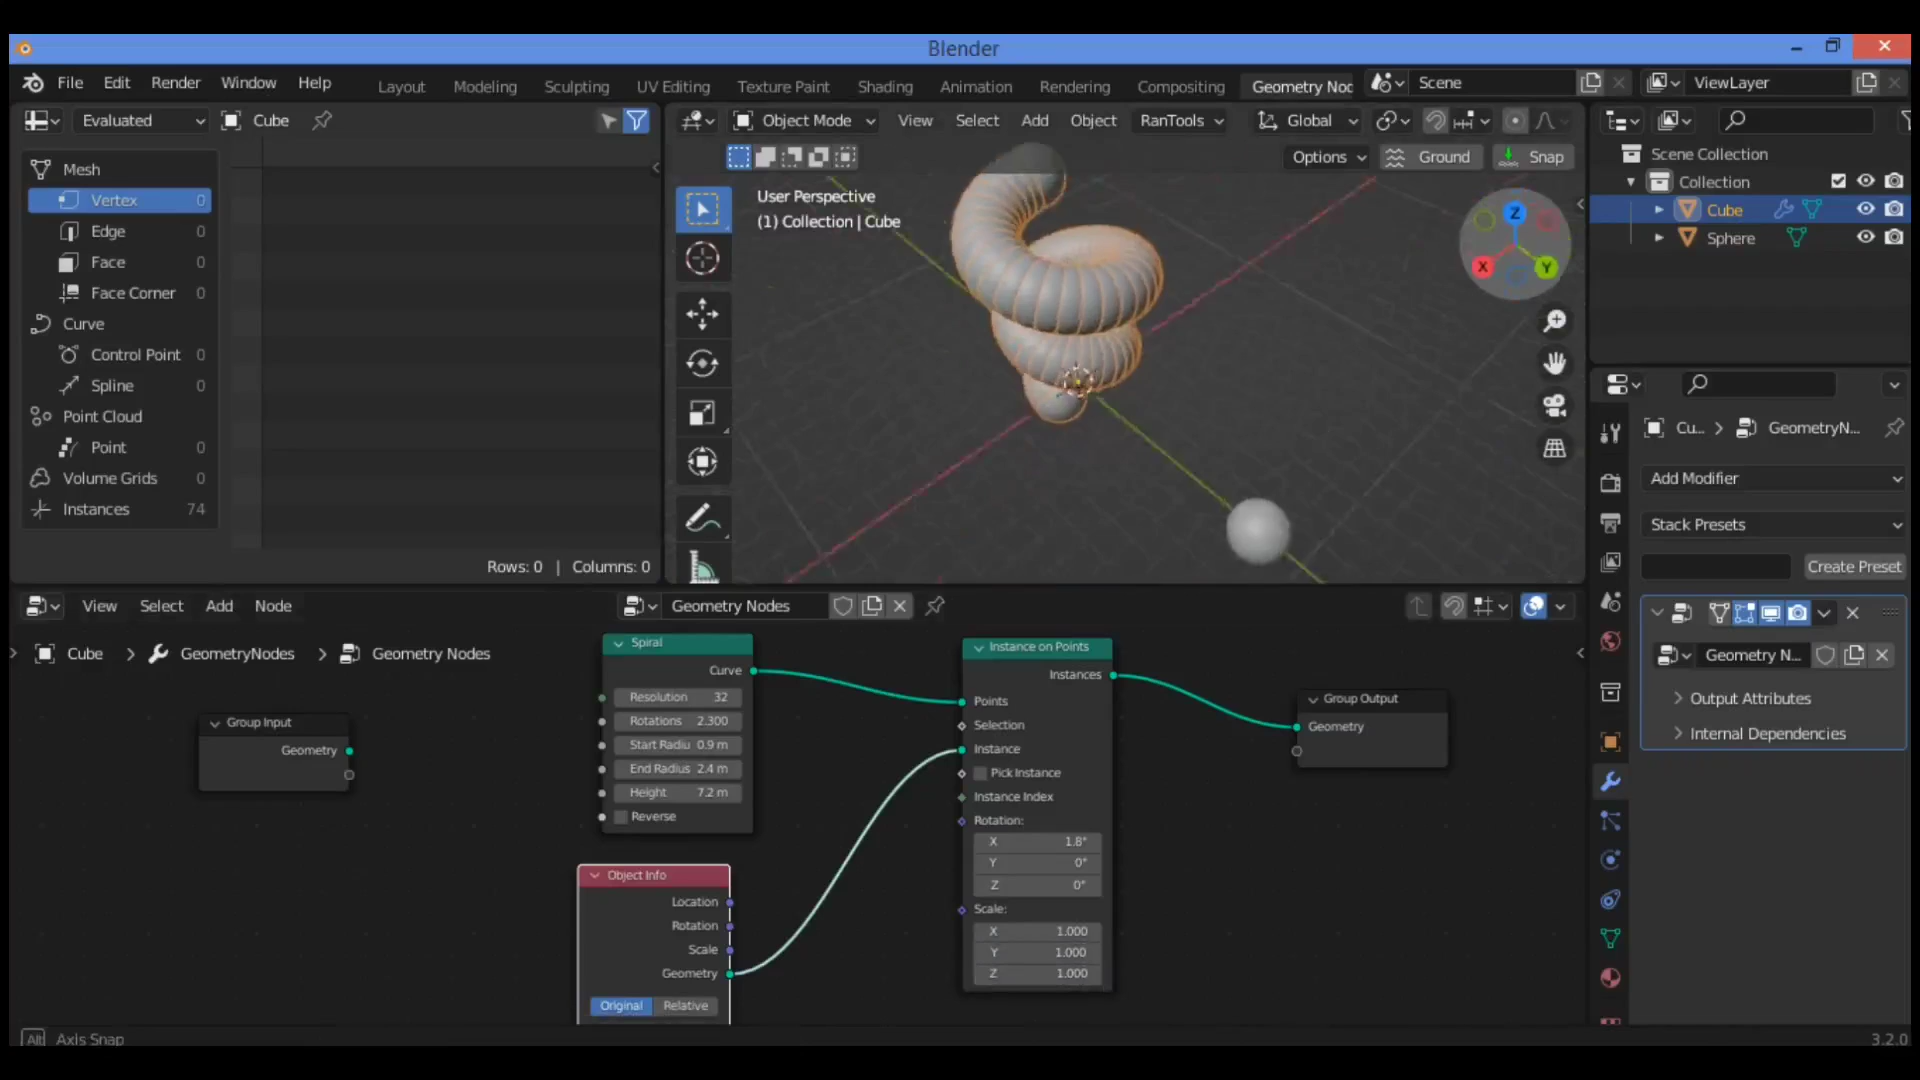 Blender
File Edit Render Window Help Layout Modeling Sculpting UV Editing Texture Paint Shading Animation Rendering Compositing Geometry Noc Scene ViewLayer
Evaluated Cube
Mesh
Vertex 0
Edge 0
Face 0
Face Corner 0
Curve
Control Point 0
Spline 0
Point Cloud
Point 0
Volume Grids 0
Instances 74
Rows: 0 | Columns: 0
Object Mode View Select Add Object RanTools Global
Options Ground Snap
User Perspective
(1) Collection | Cube
Z
X
Y
Scene Collection
Collection
Cube
Sphere
Cu... > GeometryN...
Add Modifier
Stack Presets
Create Preset
Geometry N...
Output Attributes
Internal Dependencies
View Select Add Node Geometry Nodes
Cube > GeometryNodes > Geometry Nodes
Group Input
Geometry
Spiral
Curve
Resolution 32
Rotations 2.300
Start Radiu 0.9 m
End Radius 2.4 m
Height 7.2 m
Reverse
Object Info
Location
Rotation
Scale
Geometry
Original Relative
Instance on Points
Instances
Points
Selection
Instance
Pick Instance
Instance Index
Rotation:
X 1.8°
Y 0°
Z 0°
Scale:
X 1.000
Y 1.000
Z 1.000
Group Output
Geometry
Alt Axis Snap
3.2.0